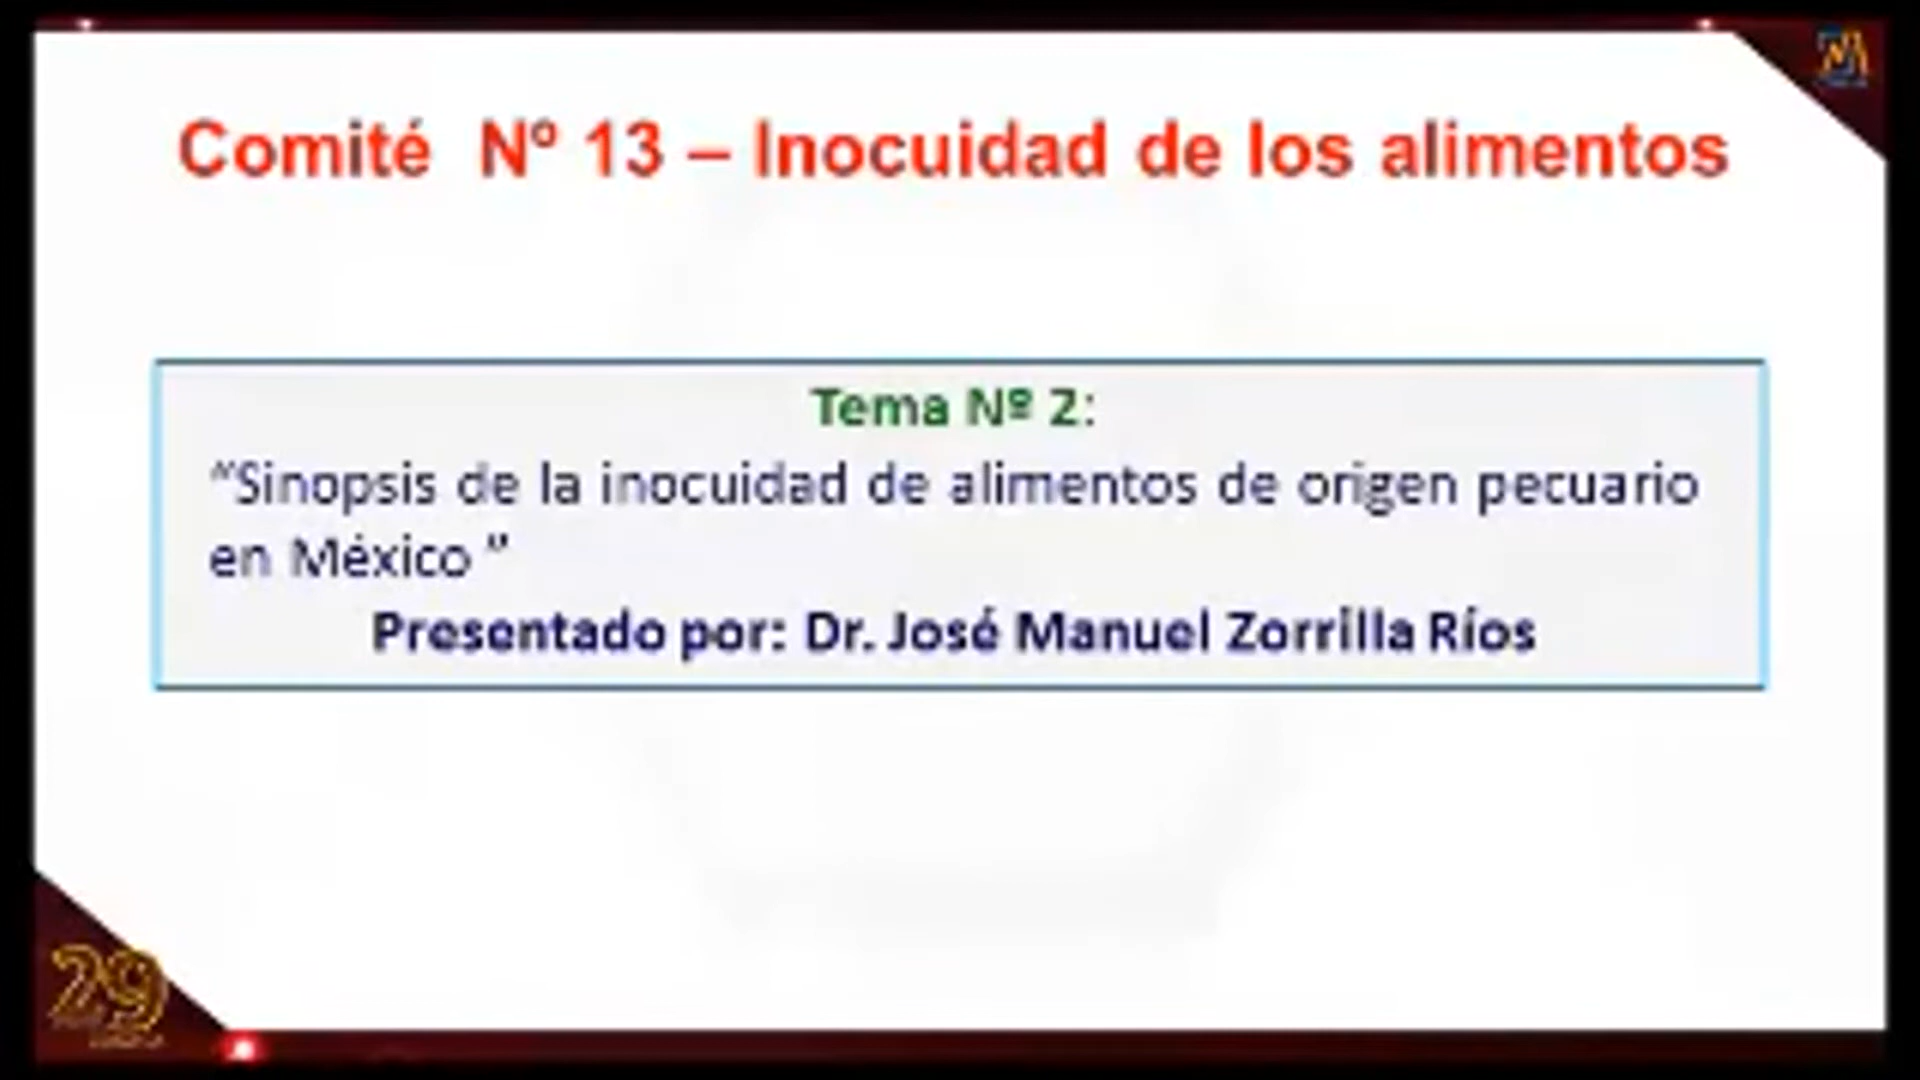 Comité Nº 13 – Inocuidad de los alimentos
Tema Nº 2:
“Sinopsis de la inocuidad de alimentos de origen pecuario
en México ”
Presentado por: Dr. José Manuel Zorrilla Ríos
29